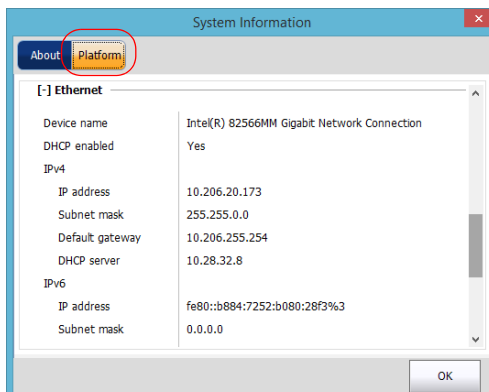 System Information
About Platform
[-] Ethernet
Device name Intel(R) 82566MM Gigabit Network Connection
DHCP enabled Yes
IPv4
IP address 10.206.20.173
Subnet mask 255.255.0.0
Default gateway 10.206.255.254
DHCP server 10.28.32.8
IPv6
IP address fe80::b884:7252:b080:28f3%3
Subnet mask 0.0.0.0
OK